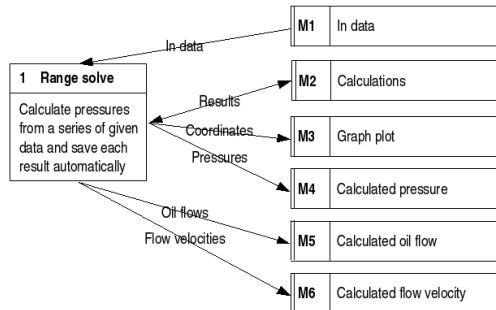 M1 In data
In data
1 Range solve
Calculate pressures
from a series of given
data and save each
result automatically
M2 Calculations
Results
Coordinates
M3 Graph plot
Pressures
M4 Calculated pressure
Oil flows
Flow velocities
M5 Calculated oil flow
M6 Calculated flow velocity